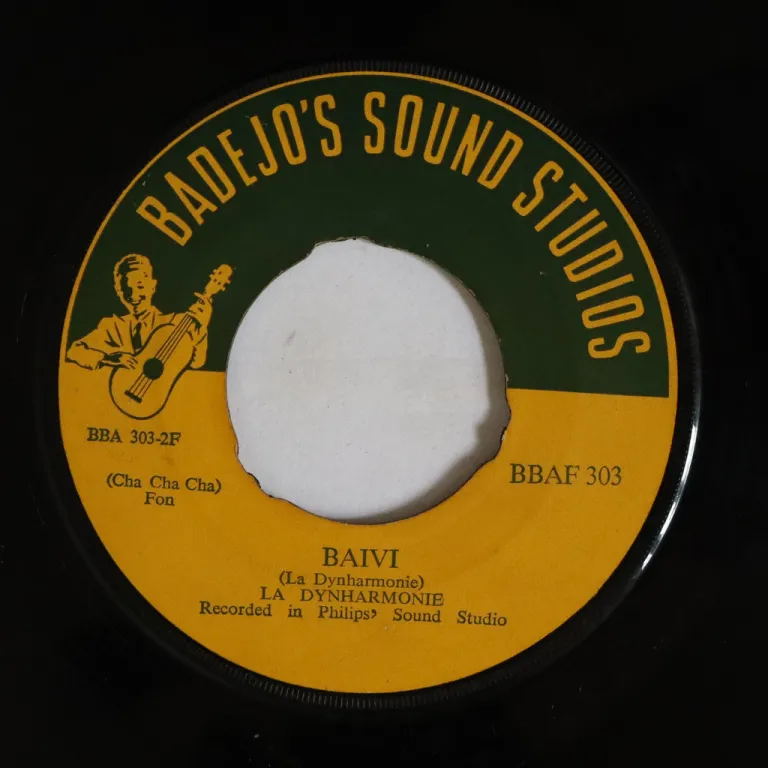 BADEJO'S SOUND STUDIOS
BBA 303-2F
(Cha Cha Cha)
Fon
BBAF 303
BAIVI
(La Dynharmonie)
LA DYNHARMONIE
Recorded in Philips' Sound Studio